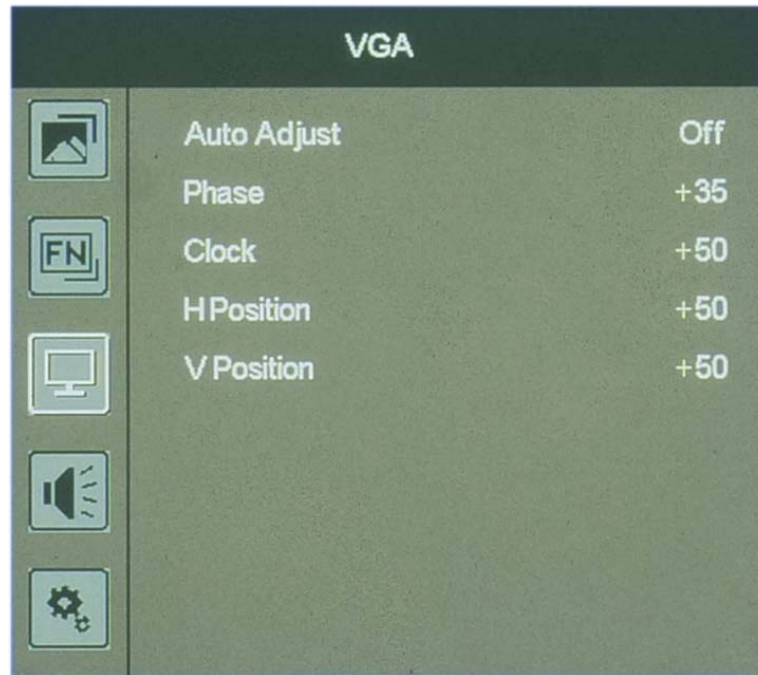 VGA
Auto Adjust Off
Phase +35
FN
Clock +50
H Position +50
V Position +50